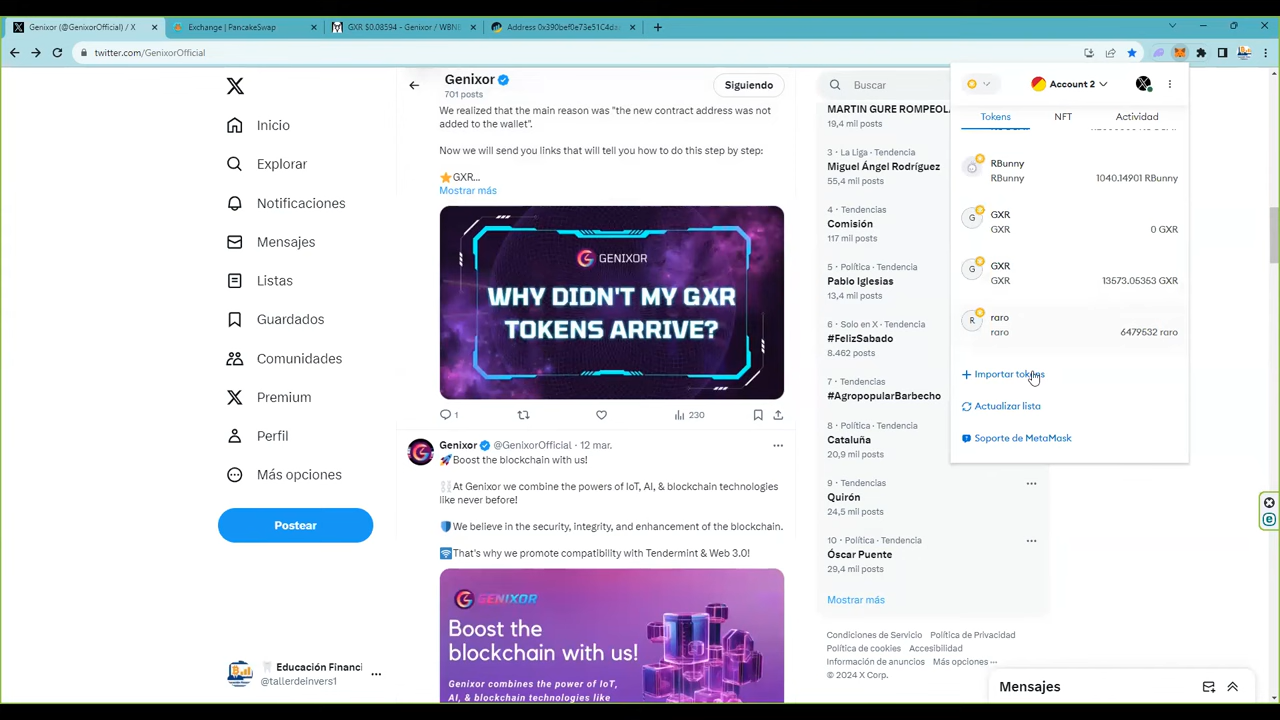 Genixor (@GenixorOfficial) / X
Exchange | PancakeSwap
GXR $0.08594 - Genixor / WBNB
Address 0x390bef0e73e51C4da
twitter.com/GenixorOfficial
Genixor
701 posts
Siguiendo
We realized that the main reason was "the new contract address was not
added to the wallet".
Now we will send you links that will tell you how to do this step by step:
⭐GXR...
Mostrar más
GENIXOR
WHY DIDN'T MY GXR
TOKENS ARRIVE?
1
230
Genixor @GenixorOfficial · 12 mar.
🚀Boost the blockchain with us!
⛓️At Genixor we combine the powers of IoT, AI, & blockchain technologies
like never before!
🛡️We believe in the security, integrity, and enhancement of the blockchain.
🛜That's why we promote compatibility with Tendermint & Web 3.0!
GENIXOR
Boost the
blockchain with us!
Genixor combines the power of IoT,
AI, & blockchain technologies like
Inicio
Explorar
Notificaciones
Mensajes
Listas
Guardados
Comunidades
Premium
Perfil
Más opciones
Postear
Educación Financi
@tallerdeinvers1
Buscar
MARTIN GURE ROMPEOL
19,4 mil posts
3 · La Liga · Tendencia
Miguel Ángel Rodríguez
55,4 mil posts
4 · Tendencias
Comisión
117 mil posts
5 · Política · Tendencia
Pablo Iglesias
13,4 mil posts
6 · Solo en X · Tendencia
#FelizSabado
8.462 posts
7 · Tendencias
#AgropopularBarbecho
8 · Política · Tendencia
Cataluña
20,9 mil posts
9 · Tendencias
Quirón
24,5 mil posts
10 · Política · Tendencia
Óscar Puente
29,4 mil posts
Mostrar más
Condiciones de Servicio Política de Privacidad
Política de cookies Accesibilidad
Información de anuncios Más opciones ···
© 2024 X Corp.
Mensajes
Account 2
Tokens
NFT
Actividad
RBunny
RBunny
1040.14901 RBunny
GXR
GXR
0 GXR
GXR
GXR
13573.05353 GXR
raro
raro
6479532 raro
+ Importar tokens
Actualizar lista
Soporte de MetaMask